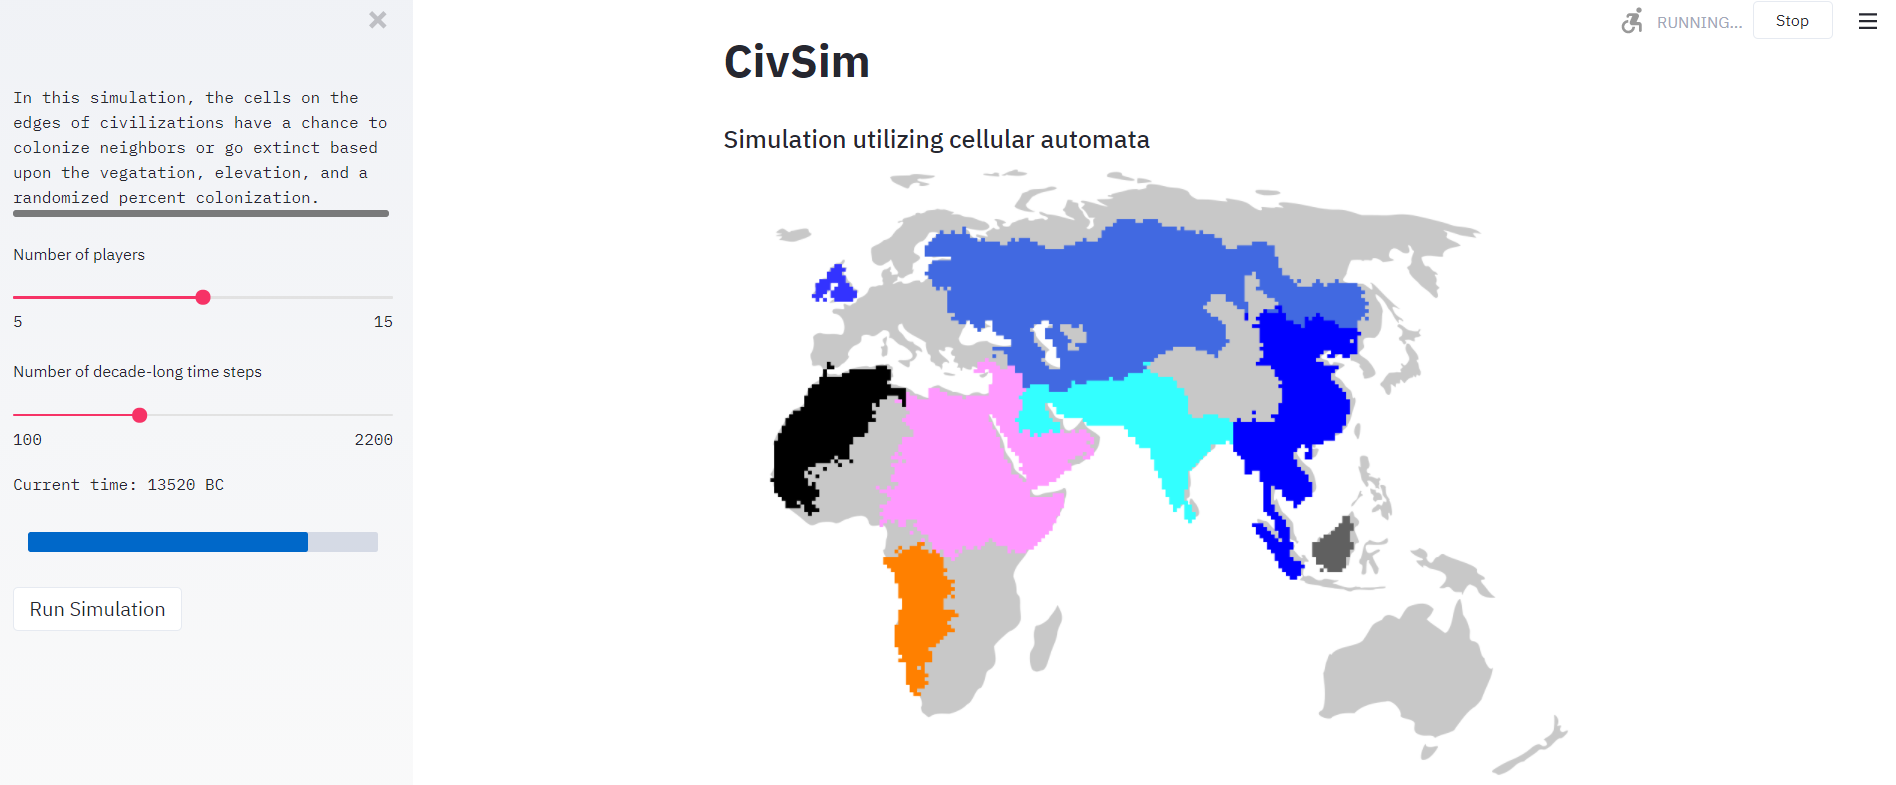 In this simulation, the cells on the
edges of civilizations have a chance to
colonize neighbors or go extinct based
upon the vegatation, elevation, and a
randomized percent colonization.
Number of players
5 15
Number of decade-long time steps
100 2200
Current time: 13520 BC
Run Simulation
RUNNING... Stop
CivSim
Simulation utilizing cellular automata